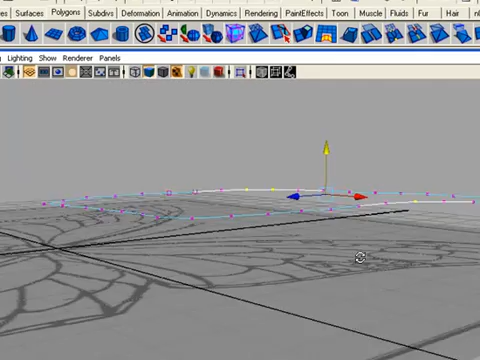 Surfaces Polygons Subdivs Deformation Animation Dynamics Rendering PaintEffects Toon Muscle Fluids Fur Hair
Lighting Show Renderer Panels